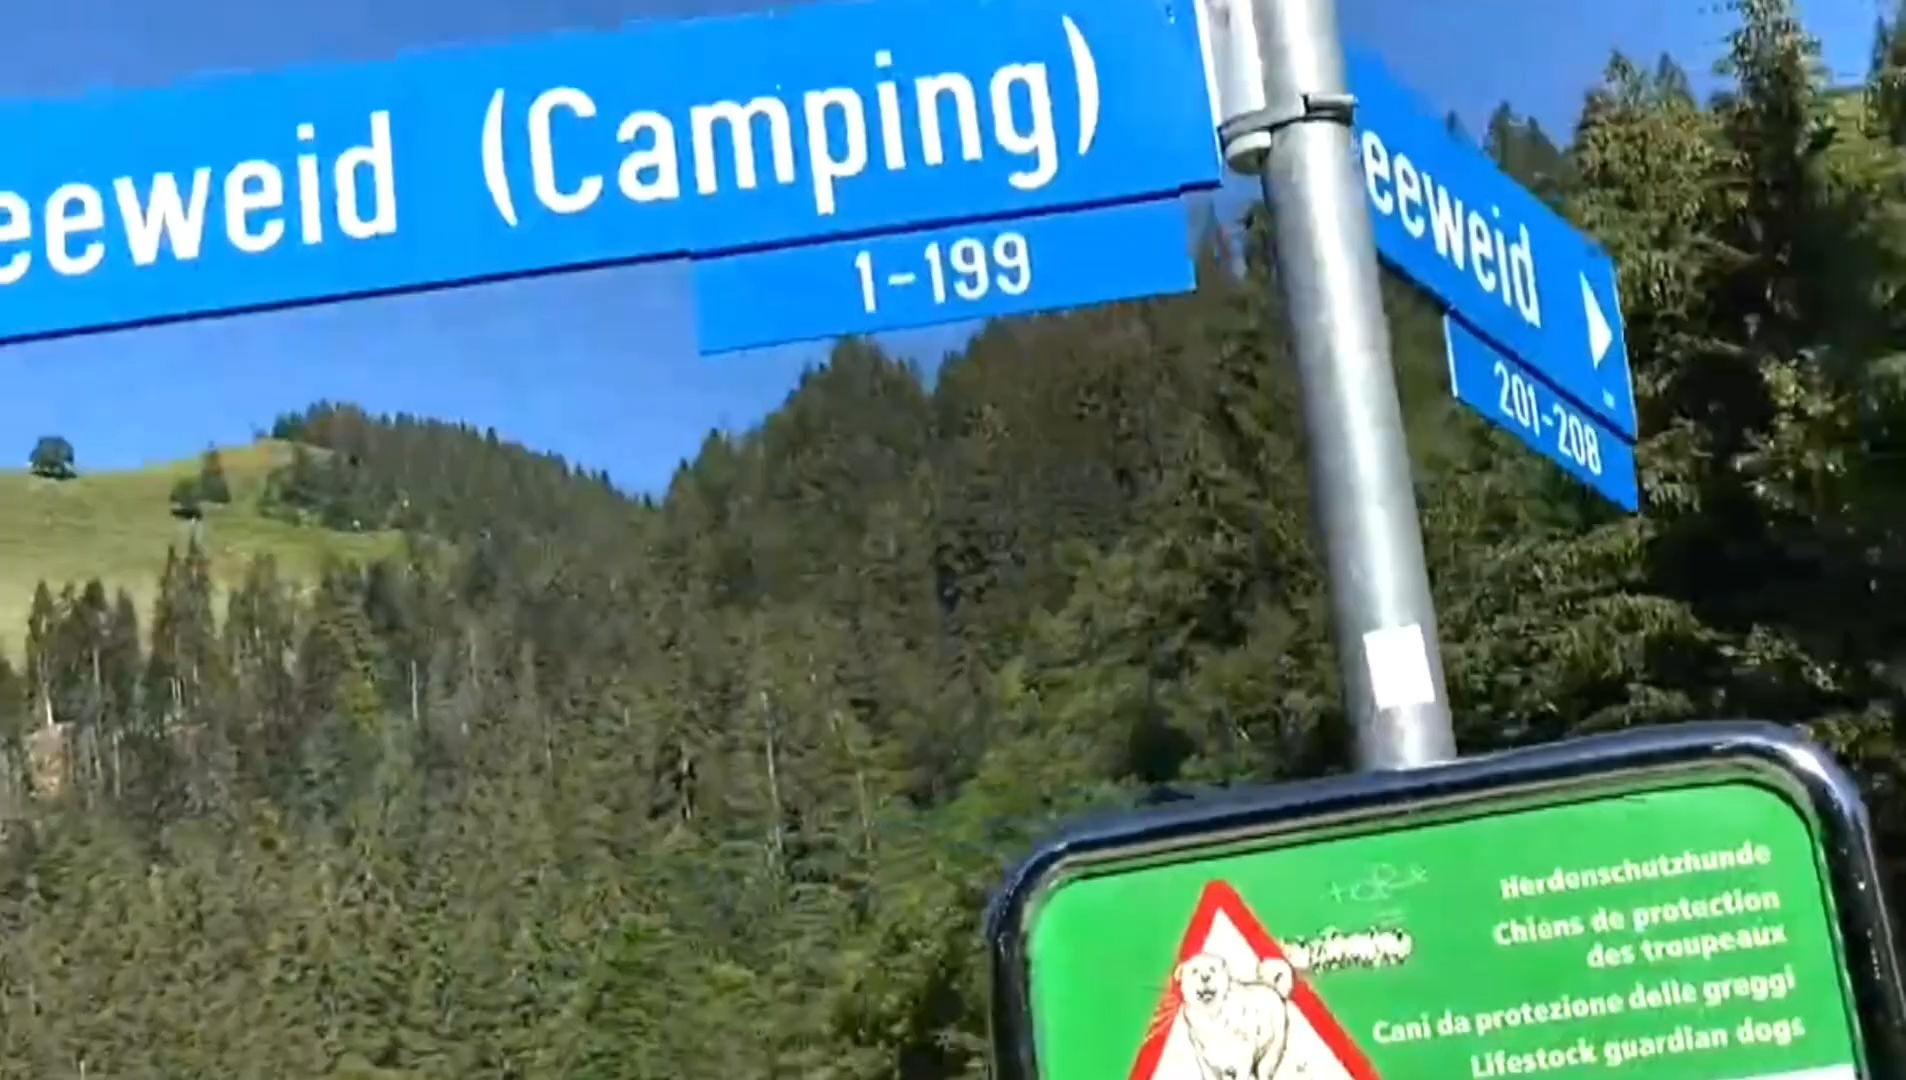 eeweid (Camping)
1-199
eeweid
201-208
Herdenschutzhunde
Chiens de protection
des troupeaux
Cani da protezione delle greggi
Lifestock guardian dogs